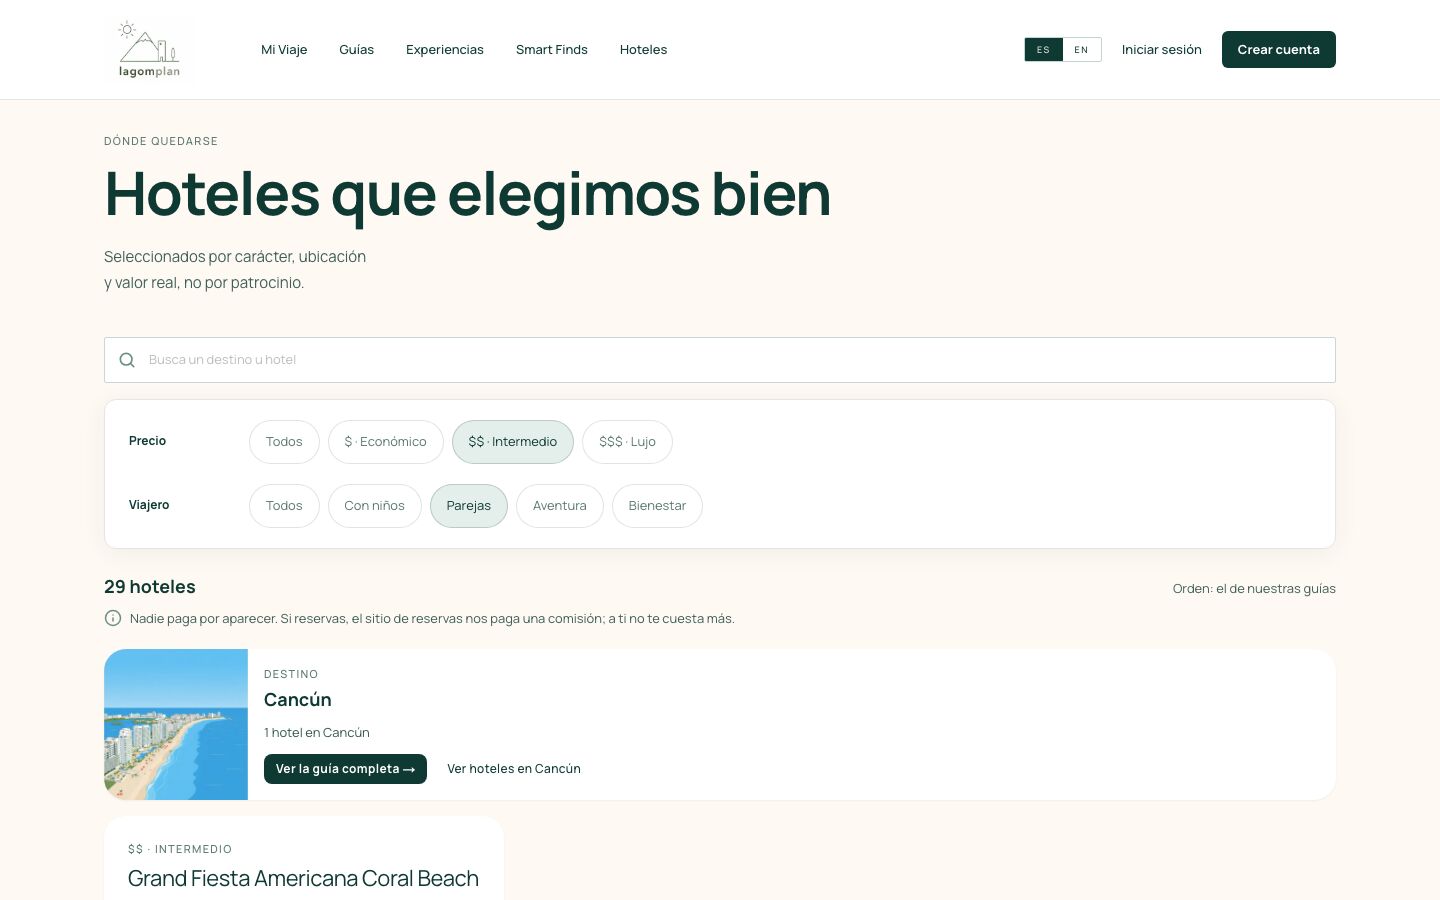 lagomplan
Mi Viaje
Guías
Experiencias
Smart Finds
Hoteles
ES
EN
Iniciar sesión
Crear cuenta
DÓNDE QUEDARSE
Hoteles que elegimos bien
Seleccionados por carácter, ubicación
y valor real, no por patrocinio.
Busca un destino u hotel
Precio
Todos
$ · Económico
$$ · Intermedio
$$$ · Lujo
Viajero
Todos
Con niños
Parejas
Aventura
Bienestar
29 hoteles
Orden: el de nuestras guías
Nadie paga por aparecer. Si reservas, el sitio de reservas nos paga una comisión; a ti no te cuesta más.
DESTINO
Cancún
1 hotel en Cancún
Ver la guía completa →
Ver hoteles en Cancún
$$ · INTERMEDIO
Grand Fiesta Americana Coral Beach